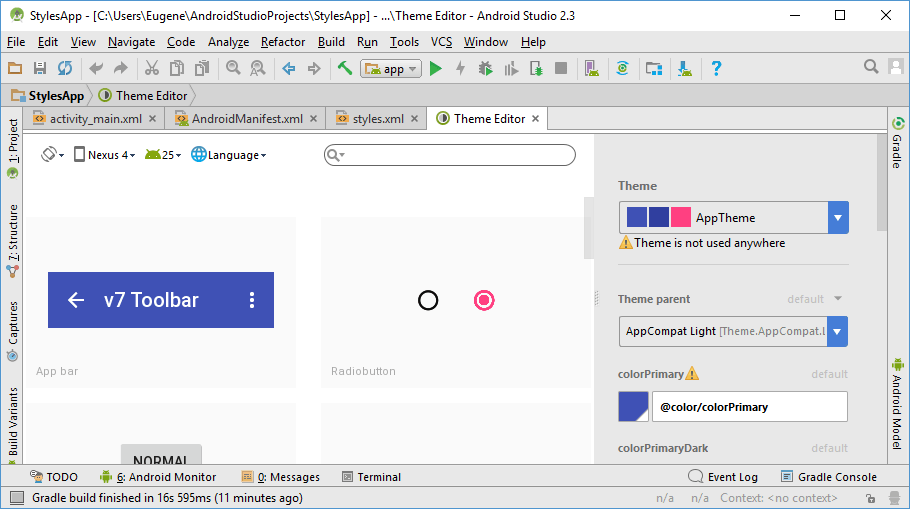 StylesApp - [C:\Users\Eugene\AndroidStudioProjects\StylesApp] - ...\Theme Editor - Android Studio 2.3
File Edit View Navigate Code Analyze Refactor Build Run Tools VCS Window Help
app
StylesApp Theme Editor
activity_main.xml AndroidManifest.xml styles.xml Theme Editor
1: Project
7: Structure
Captures
Build Variants
Nexus 4 25 Language
v7 Toolbar
App bar
Radiobutton
NORMAL
Theme
AppTheme
Theme is not used anywhere
Theme parent default
AppCompat Light [Theme.AppCompat.L
colorPrimary default
@color/colorPrimary
colorPrimaryDark default
Gradle
Android Model
TODO 6: Android Monitor 0: Messages Terminal Event Log Gradle Console
Gradle build finished in 16s 595ms (11 minutes ago) n/a n/a Context: <no context>